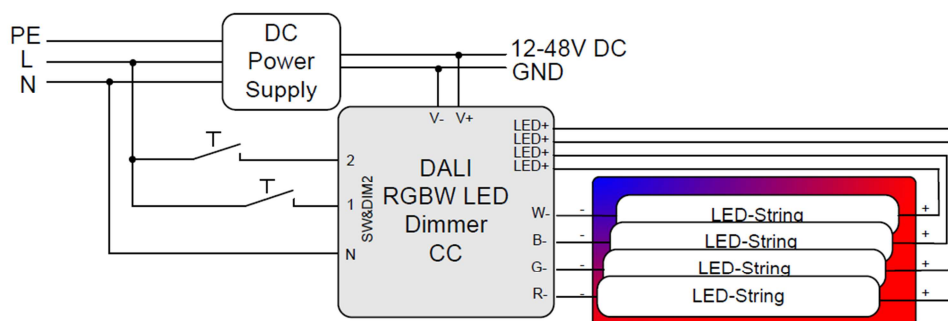 PE
L
N
DC
Power
Supply
12-48V DC
GND
V- V+
LED+
LED+
LED+
LED+
2
1
N
SW&DIM2
DALI
RGBW LED
Dimmer
CC
W-
B-
G-
R-
- LED-String +
- LED-String +
- LED-String +
- LED-String +